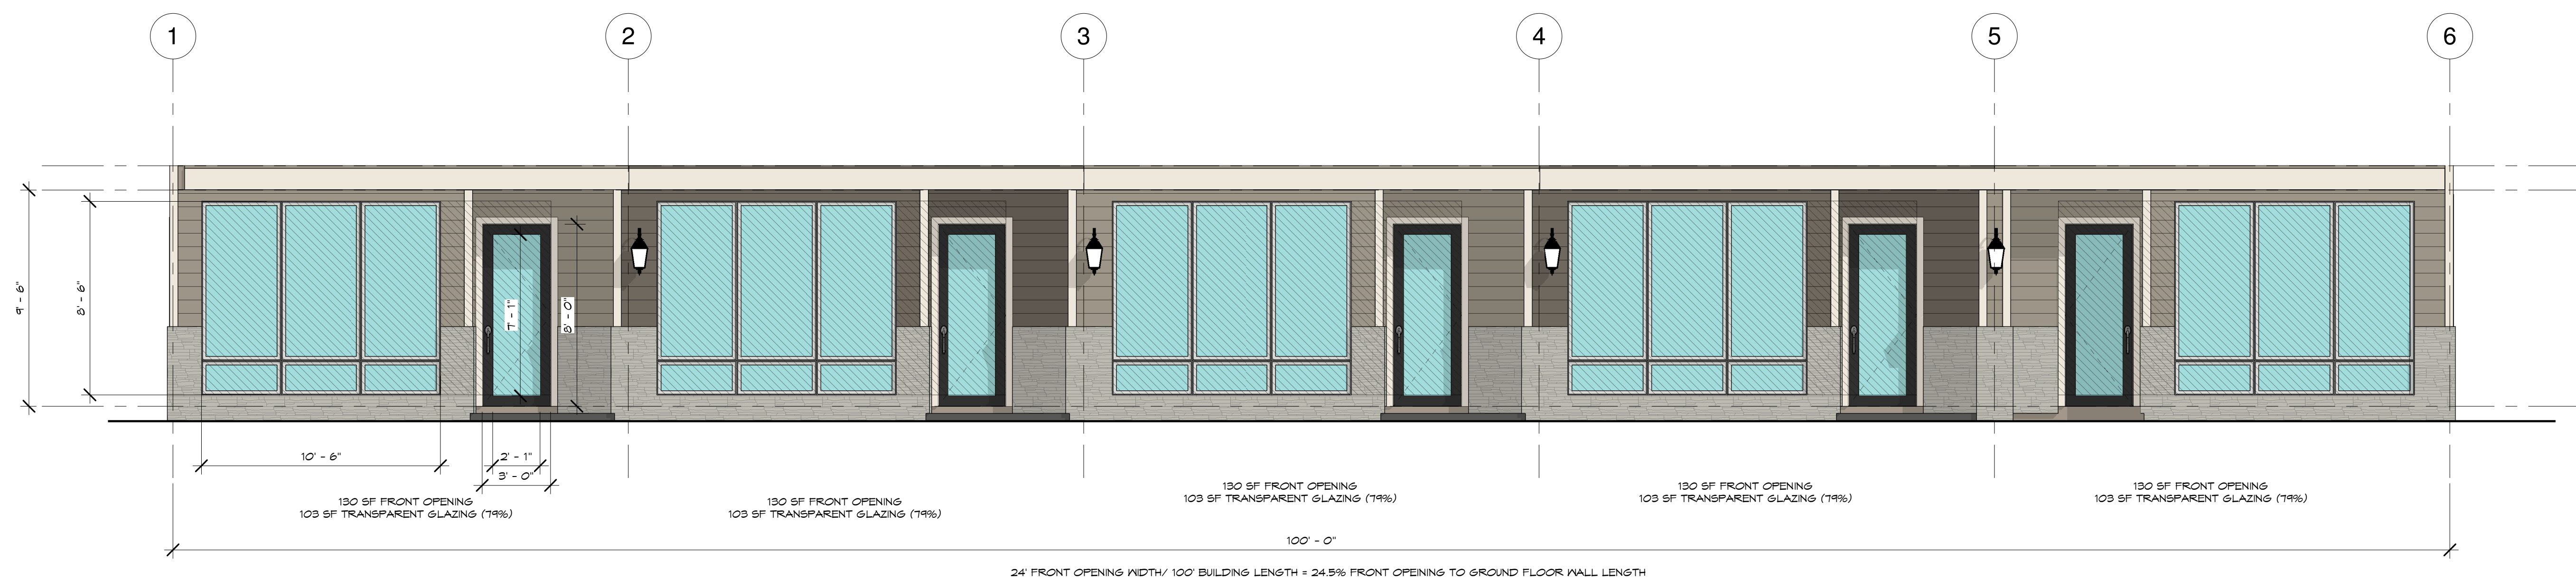 1
2
3
4
5
6
9' - 6"
8' - 6"
7' - 1"
8' - 0"
10' - 6"
2' - 1"
3' - 0"
130 SF FRONT OPENING
103 SF TRANSPARENT GLAZING (79%)
130 SF FRONT OPENING
103 SF TRANSPARENT GLAZING (79%)
130 SF FRONT OPENING
103 SF TRANSPARENT GLAZING (79%)
130 SF FRONT OPENING
103 SF TRANSPARENT GLAZING (79%)
130 SF FRONT OPENING
103 SF TRANSPARENT GLAZING (79%)
100' - 0"
24' FRONT OPENING WIDTH/ 100' BUILDING LENGTH = 24.5% FRONT OPEINING TO GROUND FLOOR WALL LENGTH